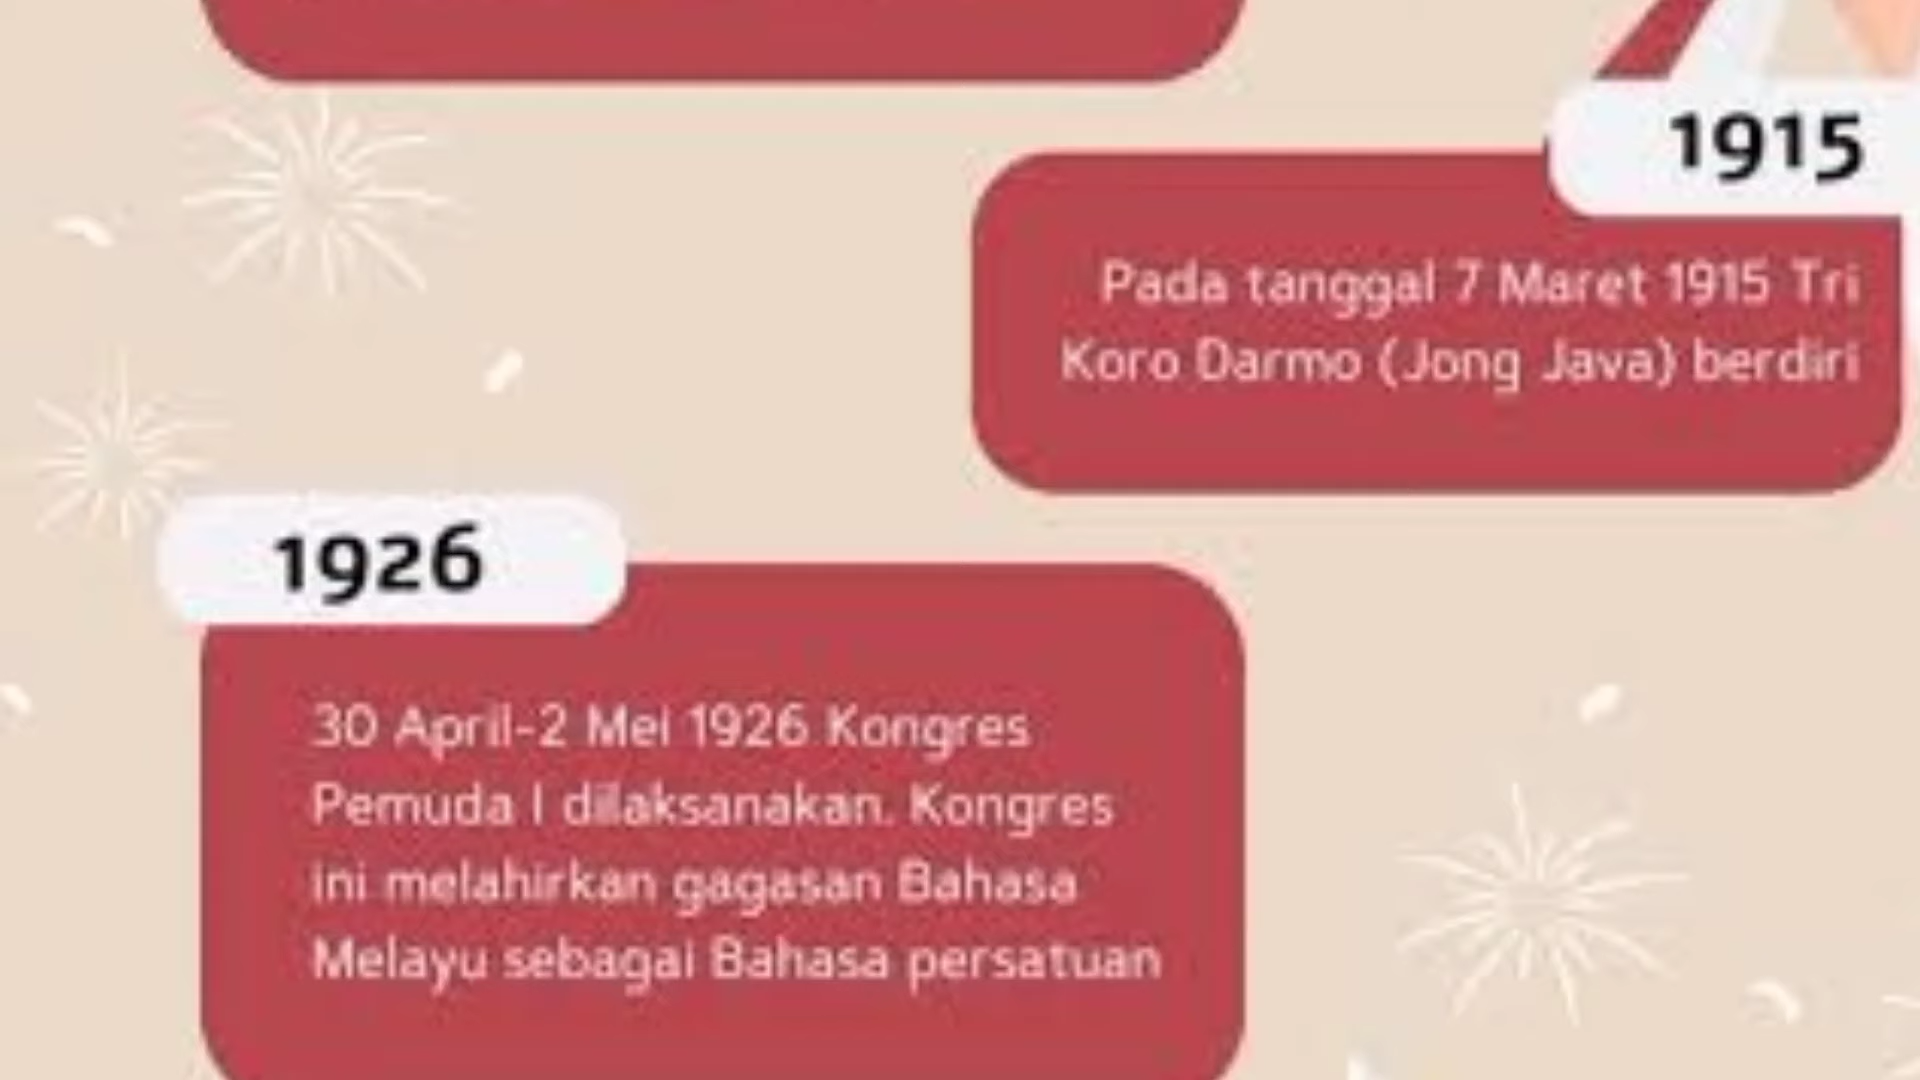 1915
Pada tanggal 7 Maret 1915 Tri
Koro Darmo (Jong Java) berdiri
1926
30 April-2 Mei 1926 Kongres
Pemuda I dilaksanakan. Kongres
ini melahirkan gagasan Bahasa
Melayu sebagai Bahasa persatuan